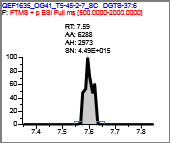 QEF1635_OG41_T5-45-2-7_SC DGT8-37:6
F: FTMS + p ESI Full ms [500.0000-2000.0000]
RT: 7.59
AA: 6288
AH: 2973
SN: 4.49E+015
100
80
60
40
20
0
7.4 7.5 7.6 7.7 7.8